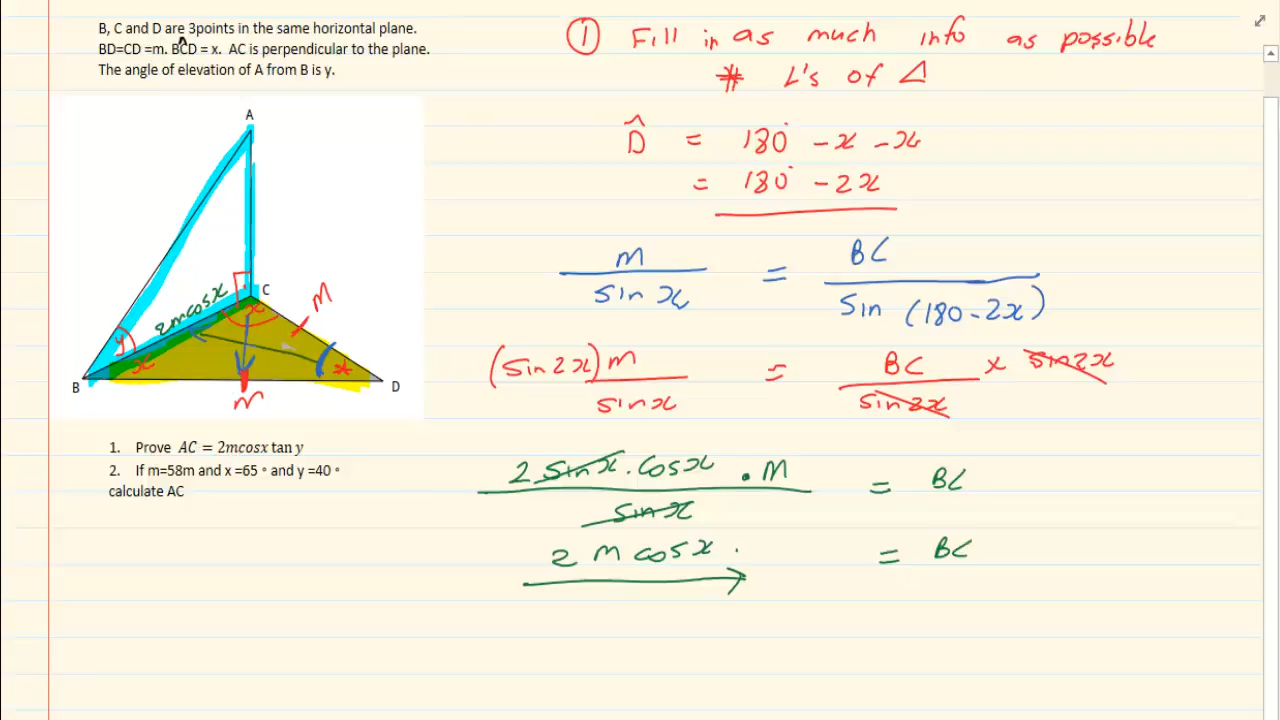 B, C and D are 3points in the same horizontal plane.
BD=CD =m. BĈD = x. AC is perpendicular to the plane.
The angle of elevation of A from B is y.
① Fill in as much info as possible
* L's of Δ
D̂ = 180° - x - x
= 180° - 2x
m / sin x = BC / sin (180 - 2x)
(sin 2x) m / sin x = BC / sin 2x × sin 2x
2 sin x . cos x . m / sin x = BC
2 m cos x . = BC
A
C
2mcosx
x
M
y
x
*
B
D
m
1. Prove AC = 2mcosx tan y
2. If m=58m and x =65 ° and y =40 °
calculate AC